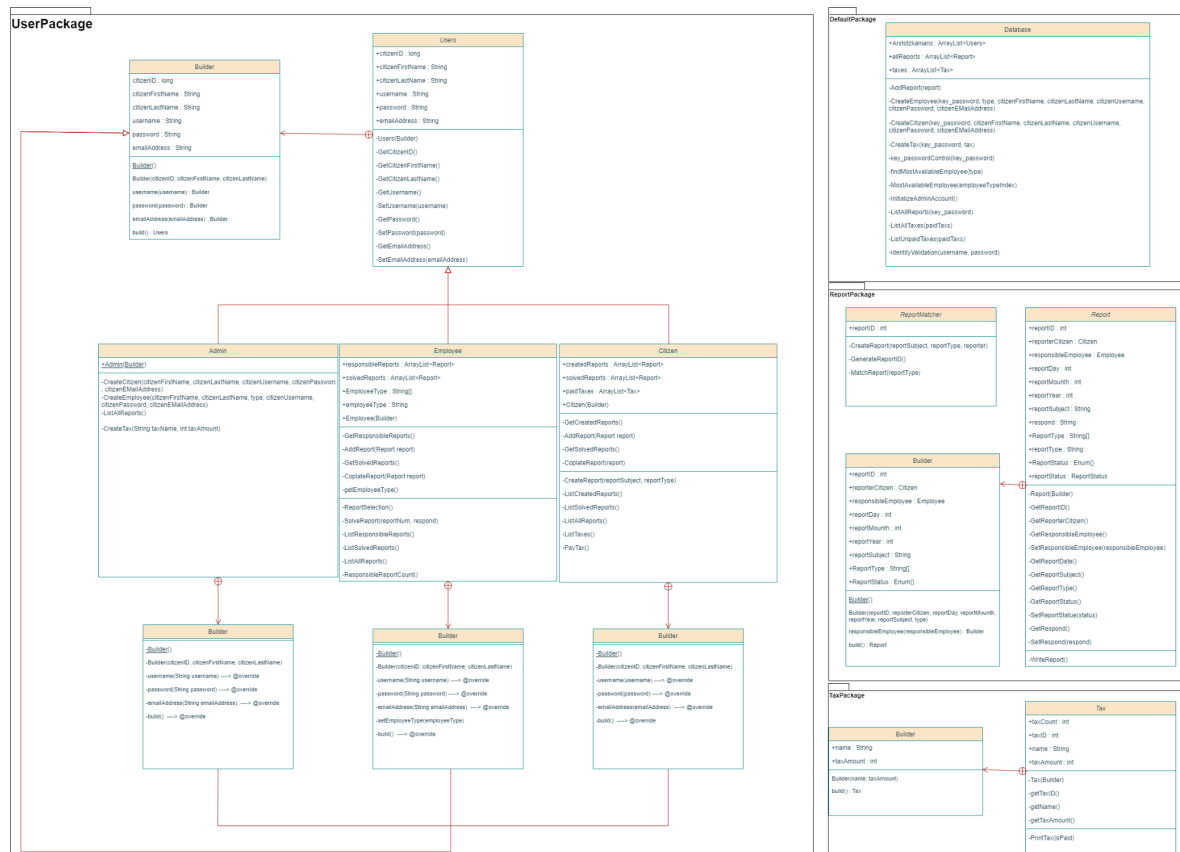 UserPackage
Builder
citizenID : long
citizenFirstName : String
citizenLastName : String
username : String
password : String
emailAddress : String
Builder()
Builder(citizenID, citizenFirstName, citizenLastName)
username(username) : Builder
password(password) : Builder
emailAddress(emailAddress) : Builder
build() : Users
Users
+citizenID : long
+citizenFirstName : String
+citizenLastName : String
+username : String
+password : String
+emailAddress : String
-Users(Builder)
-GetCitizenID()
-GetCitizenFirstName()
-GetCitizenLastName()
-GetUsername()
-SetUsername(username)
-GetPassword()
-SetPassword(password)
-GetEmailAddress()
-SetEmailAddress(emailAddress)
Admin
+Admin(Builder)
-CreateCitizen(citizenFirstName, citizenLastName, citizenUsername, citizenPassword
, citizenEMailAddress)
-CreateEmployee(citizenFirstName, citizenLastName, type, citizenUsername,
citizenPassword, citizenEMailAddress)
-ListAllReports()
-CreateTax(String taxName, int taxAmount)
Employee
+responsibleReports : ArrayList<Report>
+solvedReports : ArrayList<Report>
+EmployeeType : String[]
+employeeType : String
+Employee(Builder)
-GetResponsibleReports()
-AddReport(Report report)
-GetSolvedReports()
-CoplateReport(Report report)
-getEmployeeType()
-ReportSelection()
-SolveReport(reportNum, respond)
-ListResponsibleReports()
-ListSolvedReports()
-ListAllReports()
-ResponsibleReportCount()
Citizen
+createdReports : ArrayList<Report>
+solvedReports : ArrayList<Report>
+paidTaxes : ArrayList<Tax>
+Citizen(Builder)
-GetCreatedReports()
-AddReport(Report report)
-GetSolvedReports()
-CoplateReport(report)
-CreateReport(reportSubject, reportType)
-ListCreatedReports()
-ListSolvedReports()
-ListAllReports()
-ListTaxes()
-PayTax()
Builder
-Builder()
-Builder(citizenID, citizenFirstName, citizenLastName)
-username(String username) ----> @override
-password(String password) ----> @override
-emailAddress(String emailAddress) ----> @override
-build() ----> @override
Builder
-Builder()
-Builder(citizenID, citizenFirstName, citizenLastName)
-username(String username) ----> @override
-password(String password) ----> @override
-emailAddress(String emailAddress) ----> @override
-setEmployeeType(employeeType)
-build() ----> @override
Builder
-Builder()
-Builder(citizenID, citizenFirstName, citizenLastName)
-username(username) ----> @override
-password(password) ----> @override
-emailAddress(emailAddress) ----> @override
-build() ----> @override
DefaultPackage
Database
+Arstotzkanians : ArrayList<Users>
+allReports : ArrayList<Report>
+taxes : ArrayList<Tax>
-AddReport(report)
-CreateEmployee(key_password, type, citizenFirstName, citizenLastName, citizenUsername,
citizenPassword, citizenEMailAddress)
-CreateCitizen(key_password, citizenFirstName, citizenLastName, citizenUsername,
citizenPassword, citizenEMailAddress)
-CreateTax(key_password, tax)
-key_passwordControl(key_password)
-findMostAvailableEmployee(type)
-MostAvailableEmployee(employeeTypeIndex)
-InitializeAdminAccount()
-ListAllReports(key_password)
-ListAllTaxes(paidTaxs)
-ListUnpaidTaxes(paidTaxs)
-IdentityValidation(username, password)
ReportPackage
ReportMatcher
+reportID : int
-CreateReport(reportSubject, reportType, reporter)
-GenerateReportID()
-MatchReport(reportType)
Report
+reportID : int
+reporterCitizen : Citizen
+responsibleEmployee : Employee
+reportDay : int
+reportMounth : int
+reportYear : int
+reportSubject : String
+respond : String
+ReportType : String[]
+reportType : String
+ReportStatus : Enum[]
+reportStatus : ReportStatus
-Report(Builder)
-GetReportID()
-GetReporterCitizen()
-GetResponsibleEmployee()
-SetResponsibleEmployee(responsibleEmployee)
-GetReportDate()
-GetReportSubject()
-GetReportType()
-GetReportStatus()
-SetReportStatue(status)
-GetRespond()
-SetRespond(respond)
-WriteReport()
Builder
+reportID : int
+reporterCitizen : Citizen
+responsibleEmployee : Employee
+reportDay : int
+reportMounth : int
+reportYear : int
+reportSubject : String
+ReportType : String[]
+ReportStatus : Enum[]
Builder()
Builder(reportID, reporterCitizen, reportDay, reportMounth,
reportYear, reportSubject, type)
responsibleEmployee(responsibleEmployee) : Builder
build() : Report
TaxPackage
Builder
+name : String
+taxAmount : int
Builder(name, taxAmount)
build() : Tax
Tax
+taxCount : int
+taxID : int
+name : String
+taxAmount : int
-Tax(Builder)
-getTaxID()
-getName()
-getTaxAmount()
-PrintTax(isPaid)